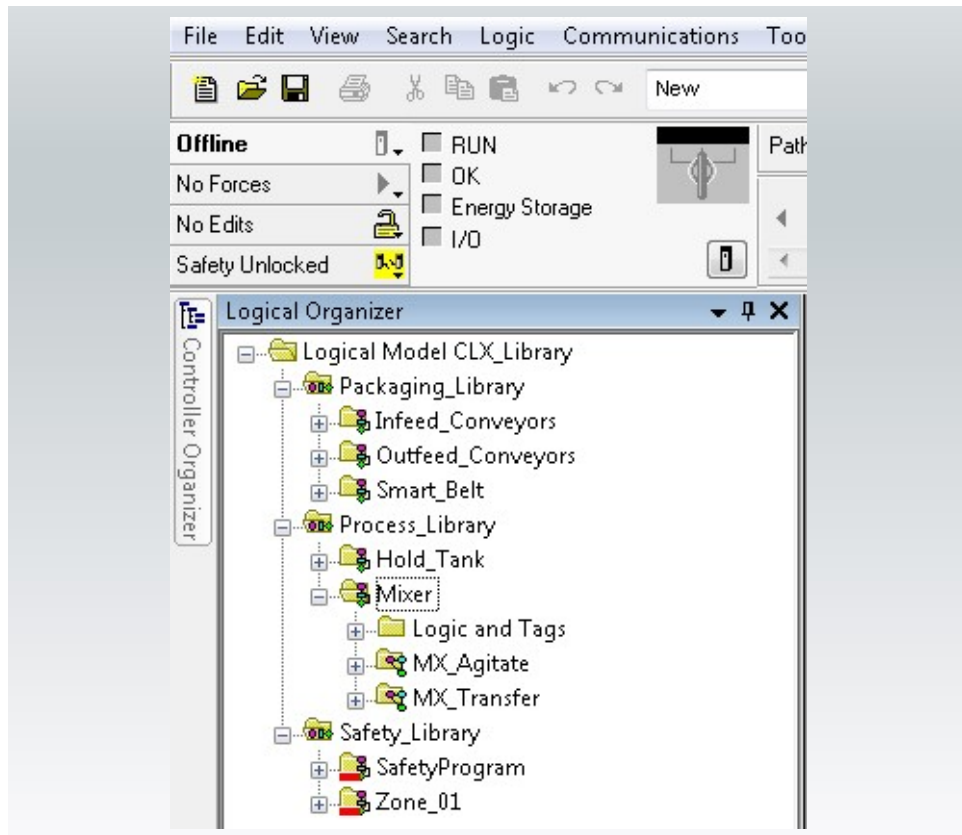 File Edit View Search Logic Communications Too
New
Offline
RUN
Path
No Forces
OK
No Edits
Energy Storage
I/O
Safety Unlocked
Controller Organizer
Logical Organizer
Logical Model CLX_Library
Packaging_Library
Infeed_Conveyors
Outfeed_Conveyors
Smart_Belt
Process_Library
Hold_Tank
Mixer
Logic and Tags
MX_Agitate
MX_Transfer
Safety_Library
SafetyProgram
Zone_01